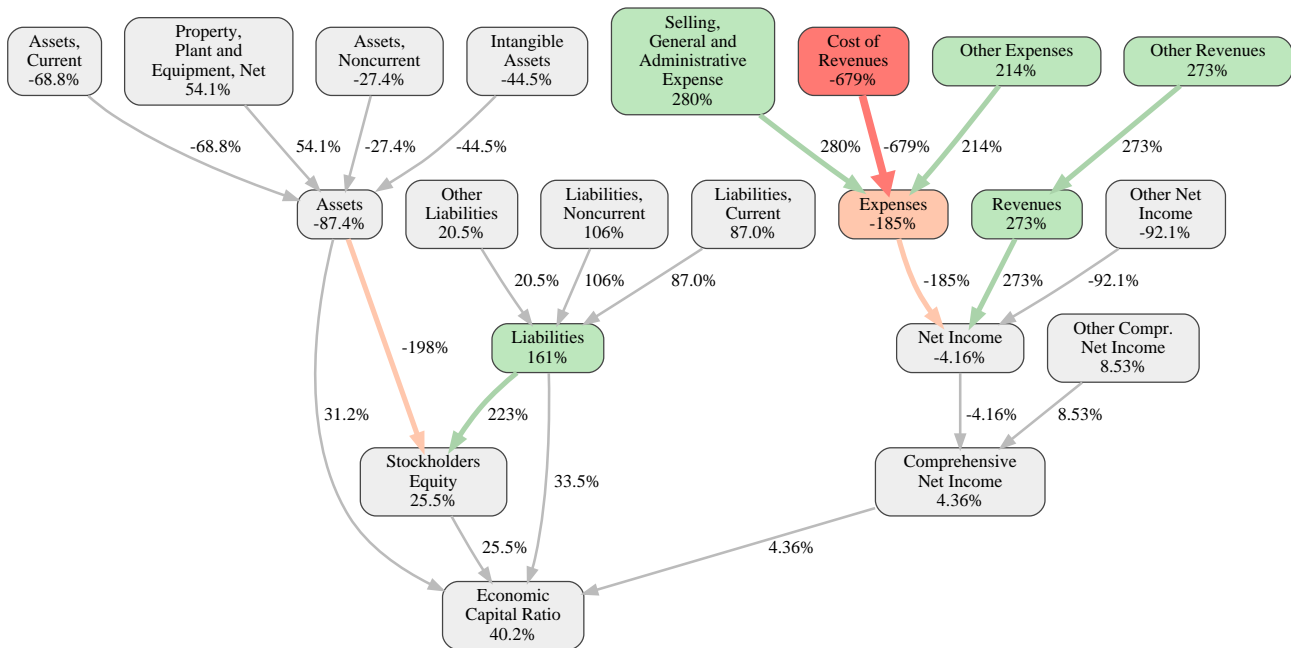 Assets,
Current
-68.8%
Property,
Plant and
Equipment, Net
54.1%
Assets,
Noncurrent
-27.4%
Intangible
Assets
-44.5%
Selling,
General and
Administrative
Expense
280%
Cost of
Revenues
-679%
Other Expenses
214%
Other Revenues
273%
-68.8%
54.1%
-27.4%
-44.5%
280%
-679%
214%
273%
Assets
-87.4%
Other
Liabilities
20.5%
Liabilities,
Noncurrent
106%
Liabilities,
Current
87.0%
Expenses
-185%
Revenues
273%
Other Net
Income
-92.1%
20.5%
106%
87.0%
-185%
273%
-92.1%
-198%
Liabilities
161%
Net Income
-4.16%
Other Compr.
Net Income
8.53%
31.2%
223%
33.5%
-4.16%
8.53%
Stockholders
Equity
25.5%
Comprehensive
Net Income
4.36%
25.5%
4.36%
Economic
Capital Ratio
40.2%